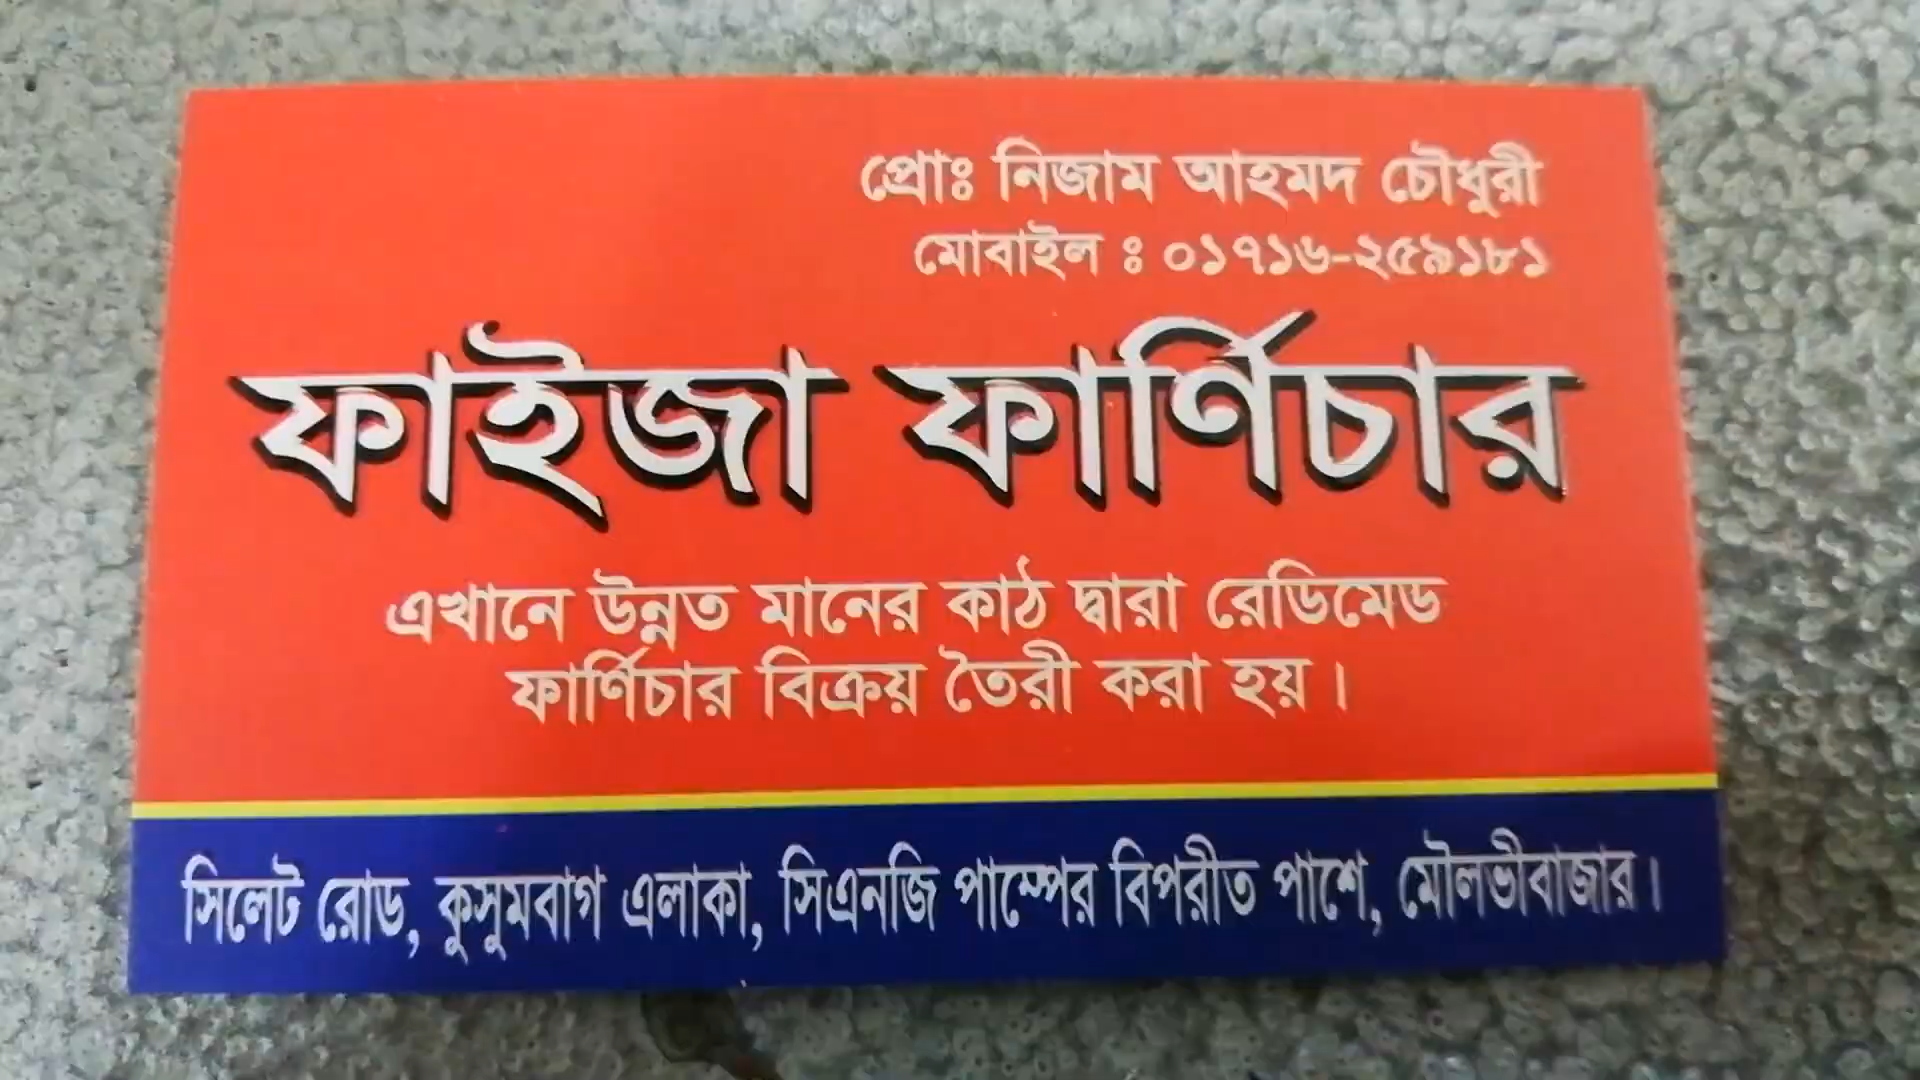 প্রোঃ নিজাম আহমদ চৌধুরী
মোবাইল ঃ ০১৭১৬-২৫৯১৮১
ফাইজা ফার্ণিচার
এখানে উন্নত মানের কাঠ দ্বারা রেডিমেড
ফার্ণিচার বিক্রয় তৈরী করা হয়।
সিলেট রোড, কুসুমবাগ এলাকা, সিএনজি পাম্পের বিপরীত পাশে, মৌলভীবাজার।